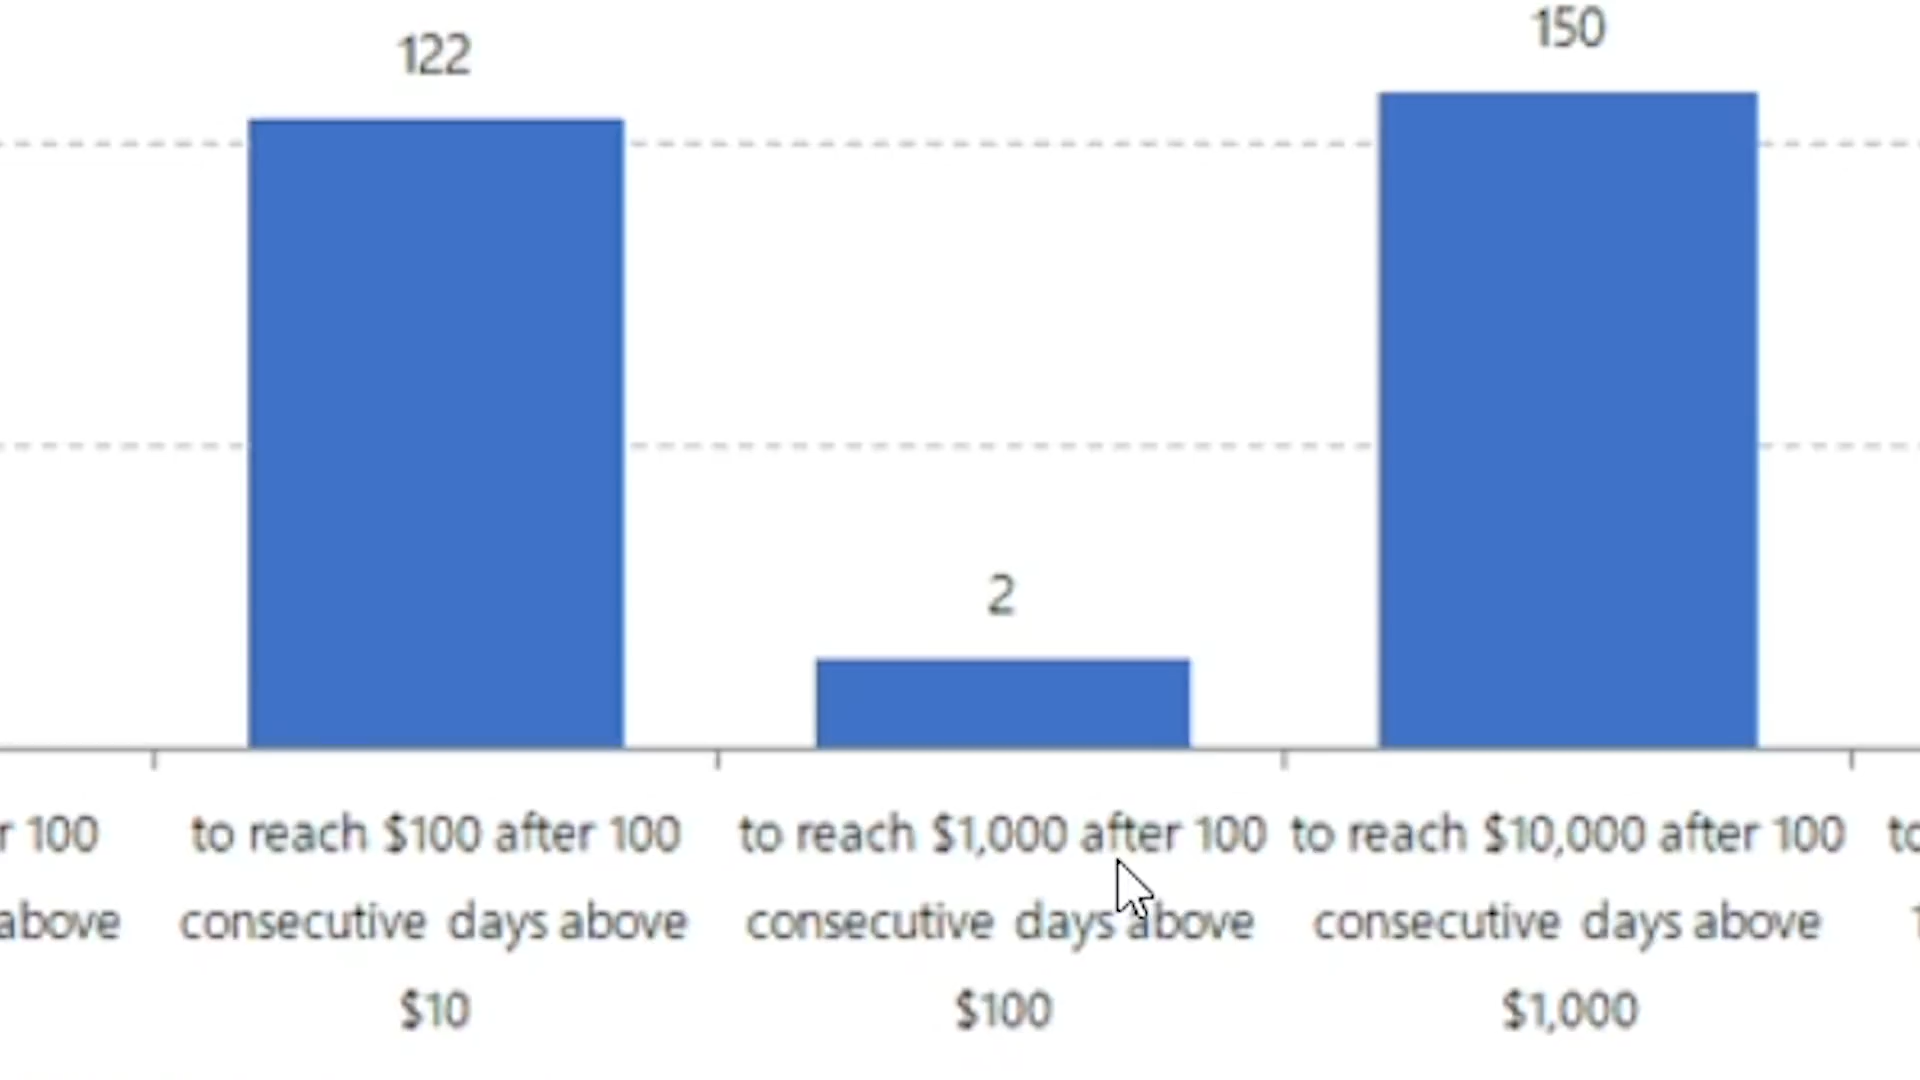 122
150
2
r 100
above
to reach $100 after 100
consecutive days above
$10
to reach $1,000 after 100
consecutive days above
$100
to reach $10,000 after 100
consecutive days above
$1,000